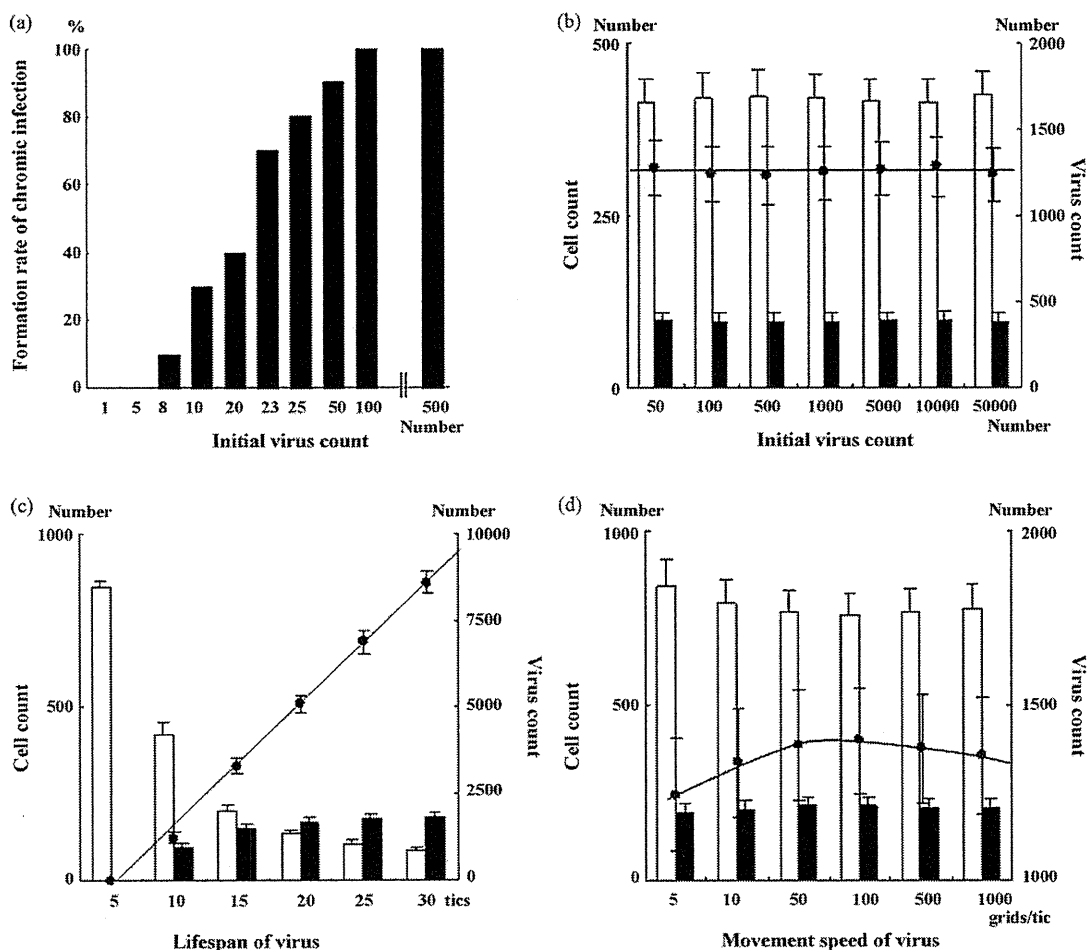 (a)
%
100
80
60
40
20
0
Formation rate of chromic infection
1 5 8 10 20 23 25 50 100 500
Number
Initial virus count
(b)
Number Number
500
250
0
Cell count
2000
1500
1000
500
0
Virus count
50 100 500 1000 5000 10000 50000
Number
Initial virus count
(c)
Number Number
1000
500
0
Cell count
10000
7500
5000
2500
0
Virus count
5 10 15 20 25 30 tics
Lifespan of virus
(d)
Number Number
1000
500
0
Cell count
2000
1500
1000
Virus count
5 10 50 100 500 1000
grids/tic
Movement speed of virus